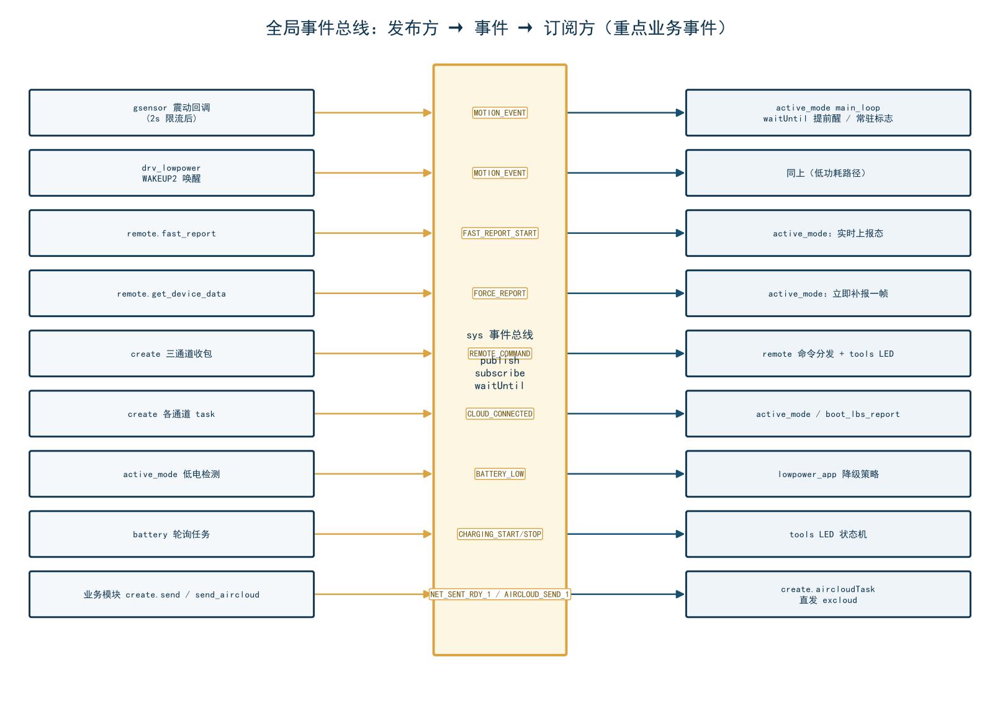 全局事件总线：发布方 → 事件 → 订阅方（重点业务事件）
gsensor 震动回调
（2s 限流后）
MOTION_EVENT
active_mode main_loop
waitUntil 提前醒 / 常驻标志
drv_lowpower
WAKEUP2 唤醒
MOTION_EVENT
同上（低功耗路径）
remote.fast_report
FAST_REPORT_START
active_mode：实时上报态
remote.get_device_data
FORCE_REPORT
active_mode：立即补报一帧
sys 事件总线
create 三通道收包
REMOTE_COMMAND
remote 命令分发 + tools LED
publish
subscribe
waitUntil
create 各通道 task
CLOUD_CONNECTED
active_mode / boot_lbs_report
active_mode 低电检测
BATTERY_LOW
lowpower_app 降级策略
battery 轮询任务
CHARGING_START/STOP
tools LED 状态机
业务模块 create.send / send_aircloud
NET_SENT_RDY_1 / AIRCLOUD_SEND_1
create.aircloudTask
直发 excloud